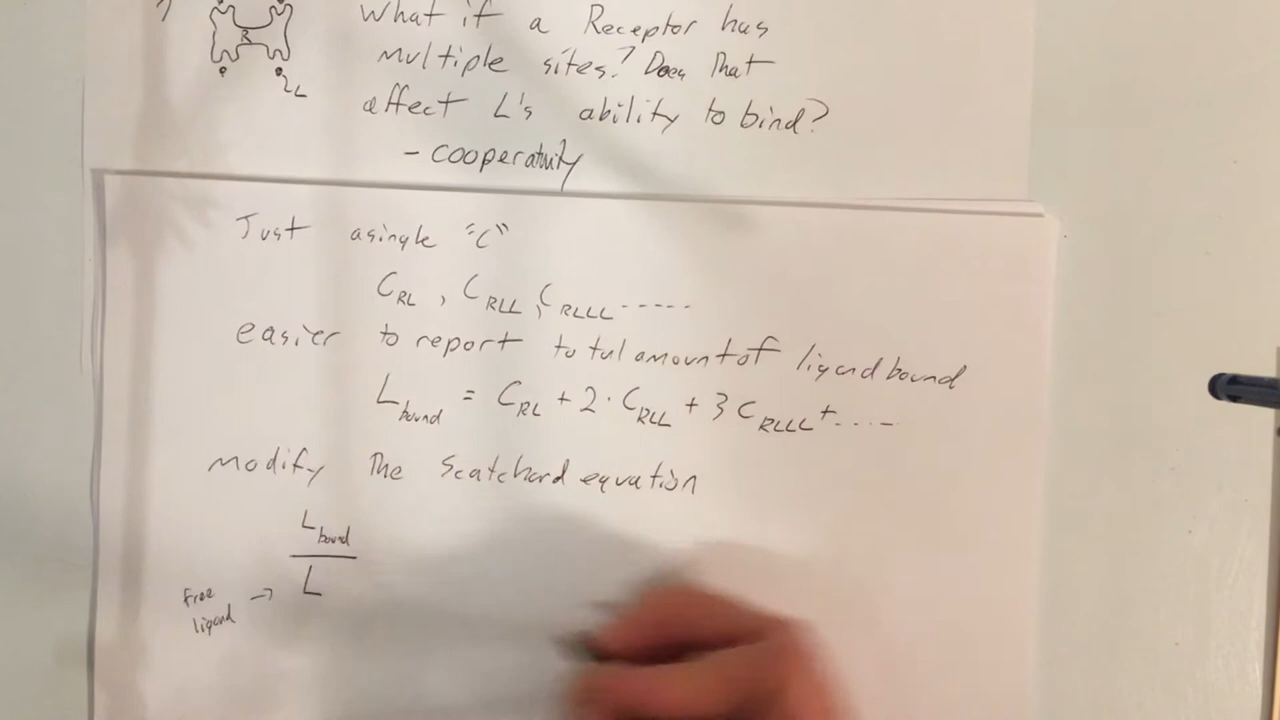 What if a Receptor has
multiple sites? Does That
affect L's ability to bind?
- cooperativity
R
L
Just a single "C"
C_RL , C_RLL , C_RLLL -----
easier to report total amount of ligand bound
L_bound = C_RL + 2 · C_RLL + 3 C_RLLL + ....--
modify The Scatchard equation
L_bound
L
free
ligand →